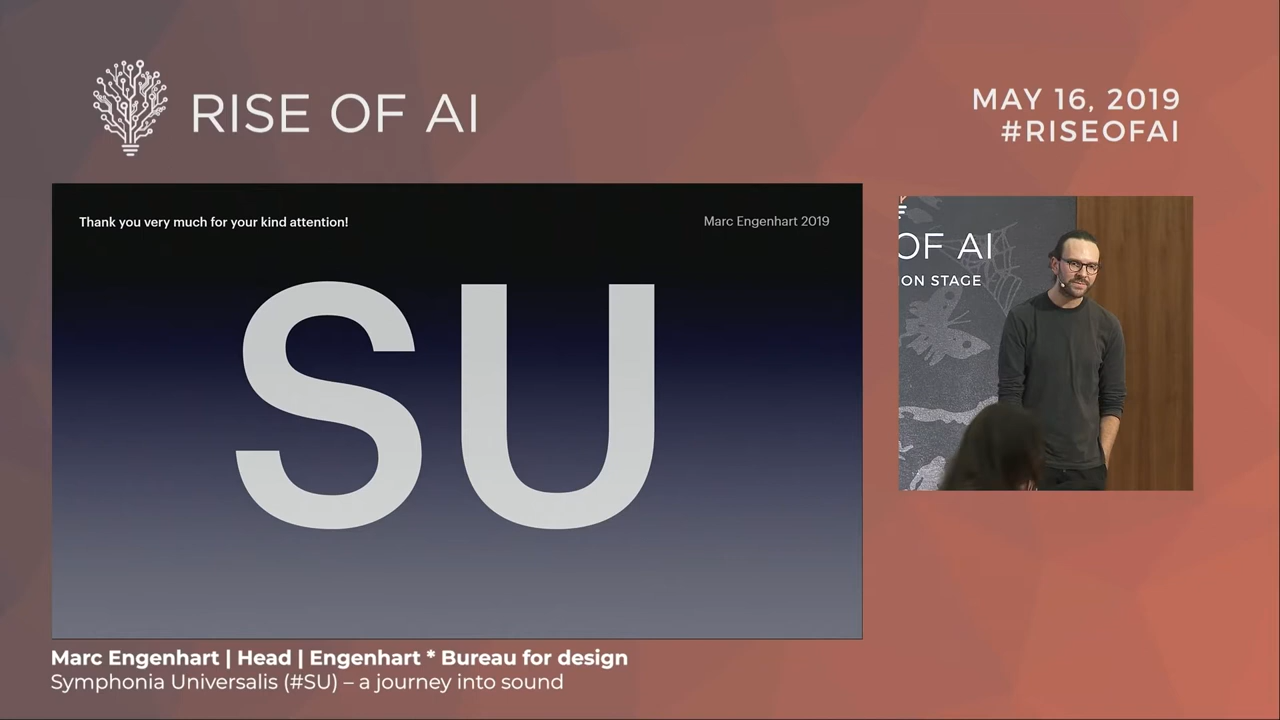 RISE OF AI
MAY 16, 2019
#RISEOFAI
Thank you very much for your kind attention!
Marc Engenhart 2019
SU
OF AI
ON STAGE
Marc Engenhart | Head | Engenhart * Bureau for design
Symphonia Universalis (#SU) – a journey into sound